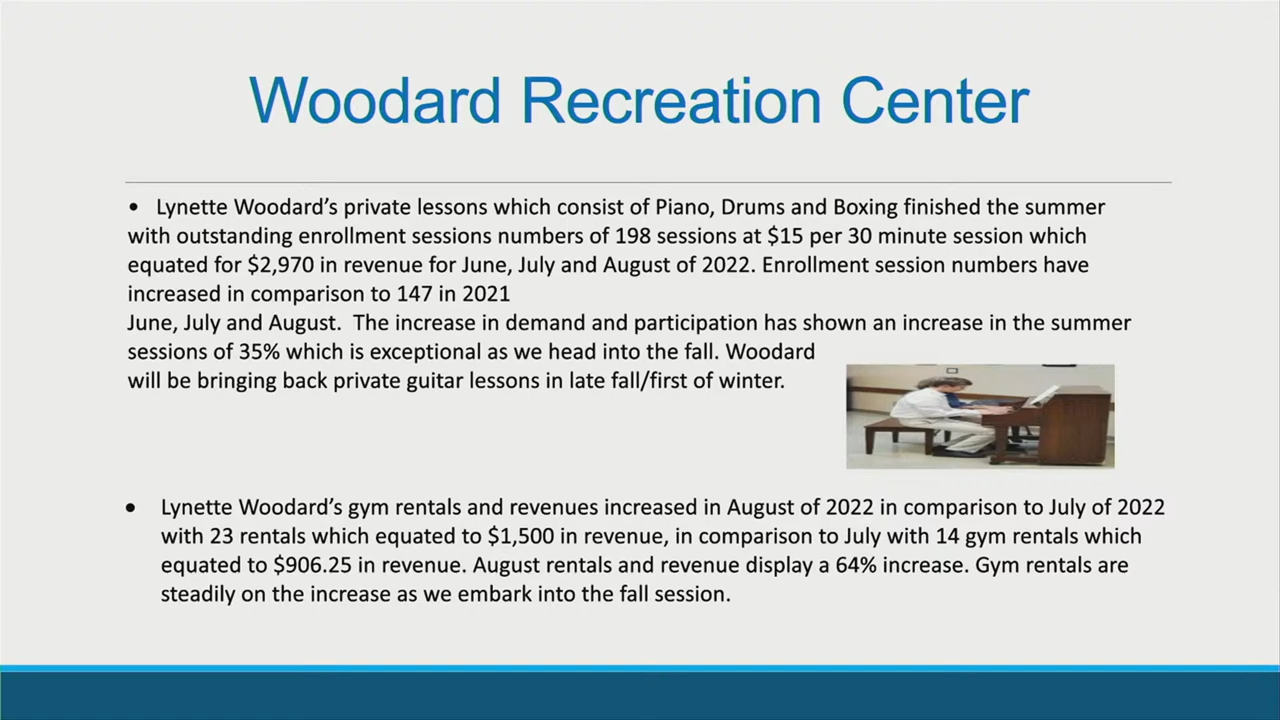 Woodard Recreation Center
• Lynette Woodard’s private lessons which consist of Piano, Drums and Boxing finished the summer
with outstanding enrollment sessions numbers of 198 sessions at $15 per 30 minute session which
equated for $2,970 in revenue for June, July and August of 2022. Enrollment session numbers have
increased in comparison to 147 in 2021
June, July and August.  The increase in demand and participation has shown an increase in the summer
sessions of 35% which is exceptional as we head into the fall. Woodard
will be bringing back private guitar lessons in late fall/first of winter.
• Lynette Woodard’s gym rentals and revenues increased in August of 2022 in comparison to July of 2022
with 23 rentals which equated to $1,500 in revenue, in comparison to July with 14 gym rentals which
equated to $906.25 in revenue. August rentals and revenue display a 64% increase. Gym rentals are
steadily on the increase as we embark into the fall session.